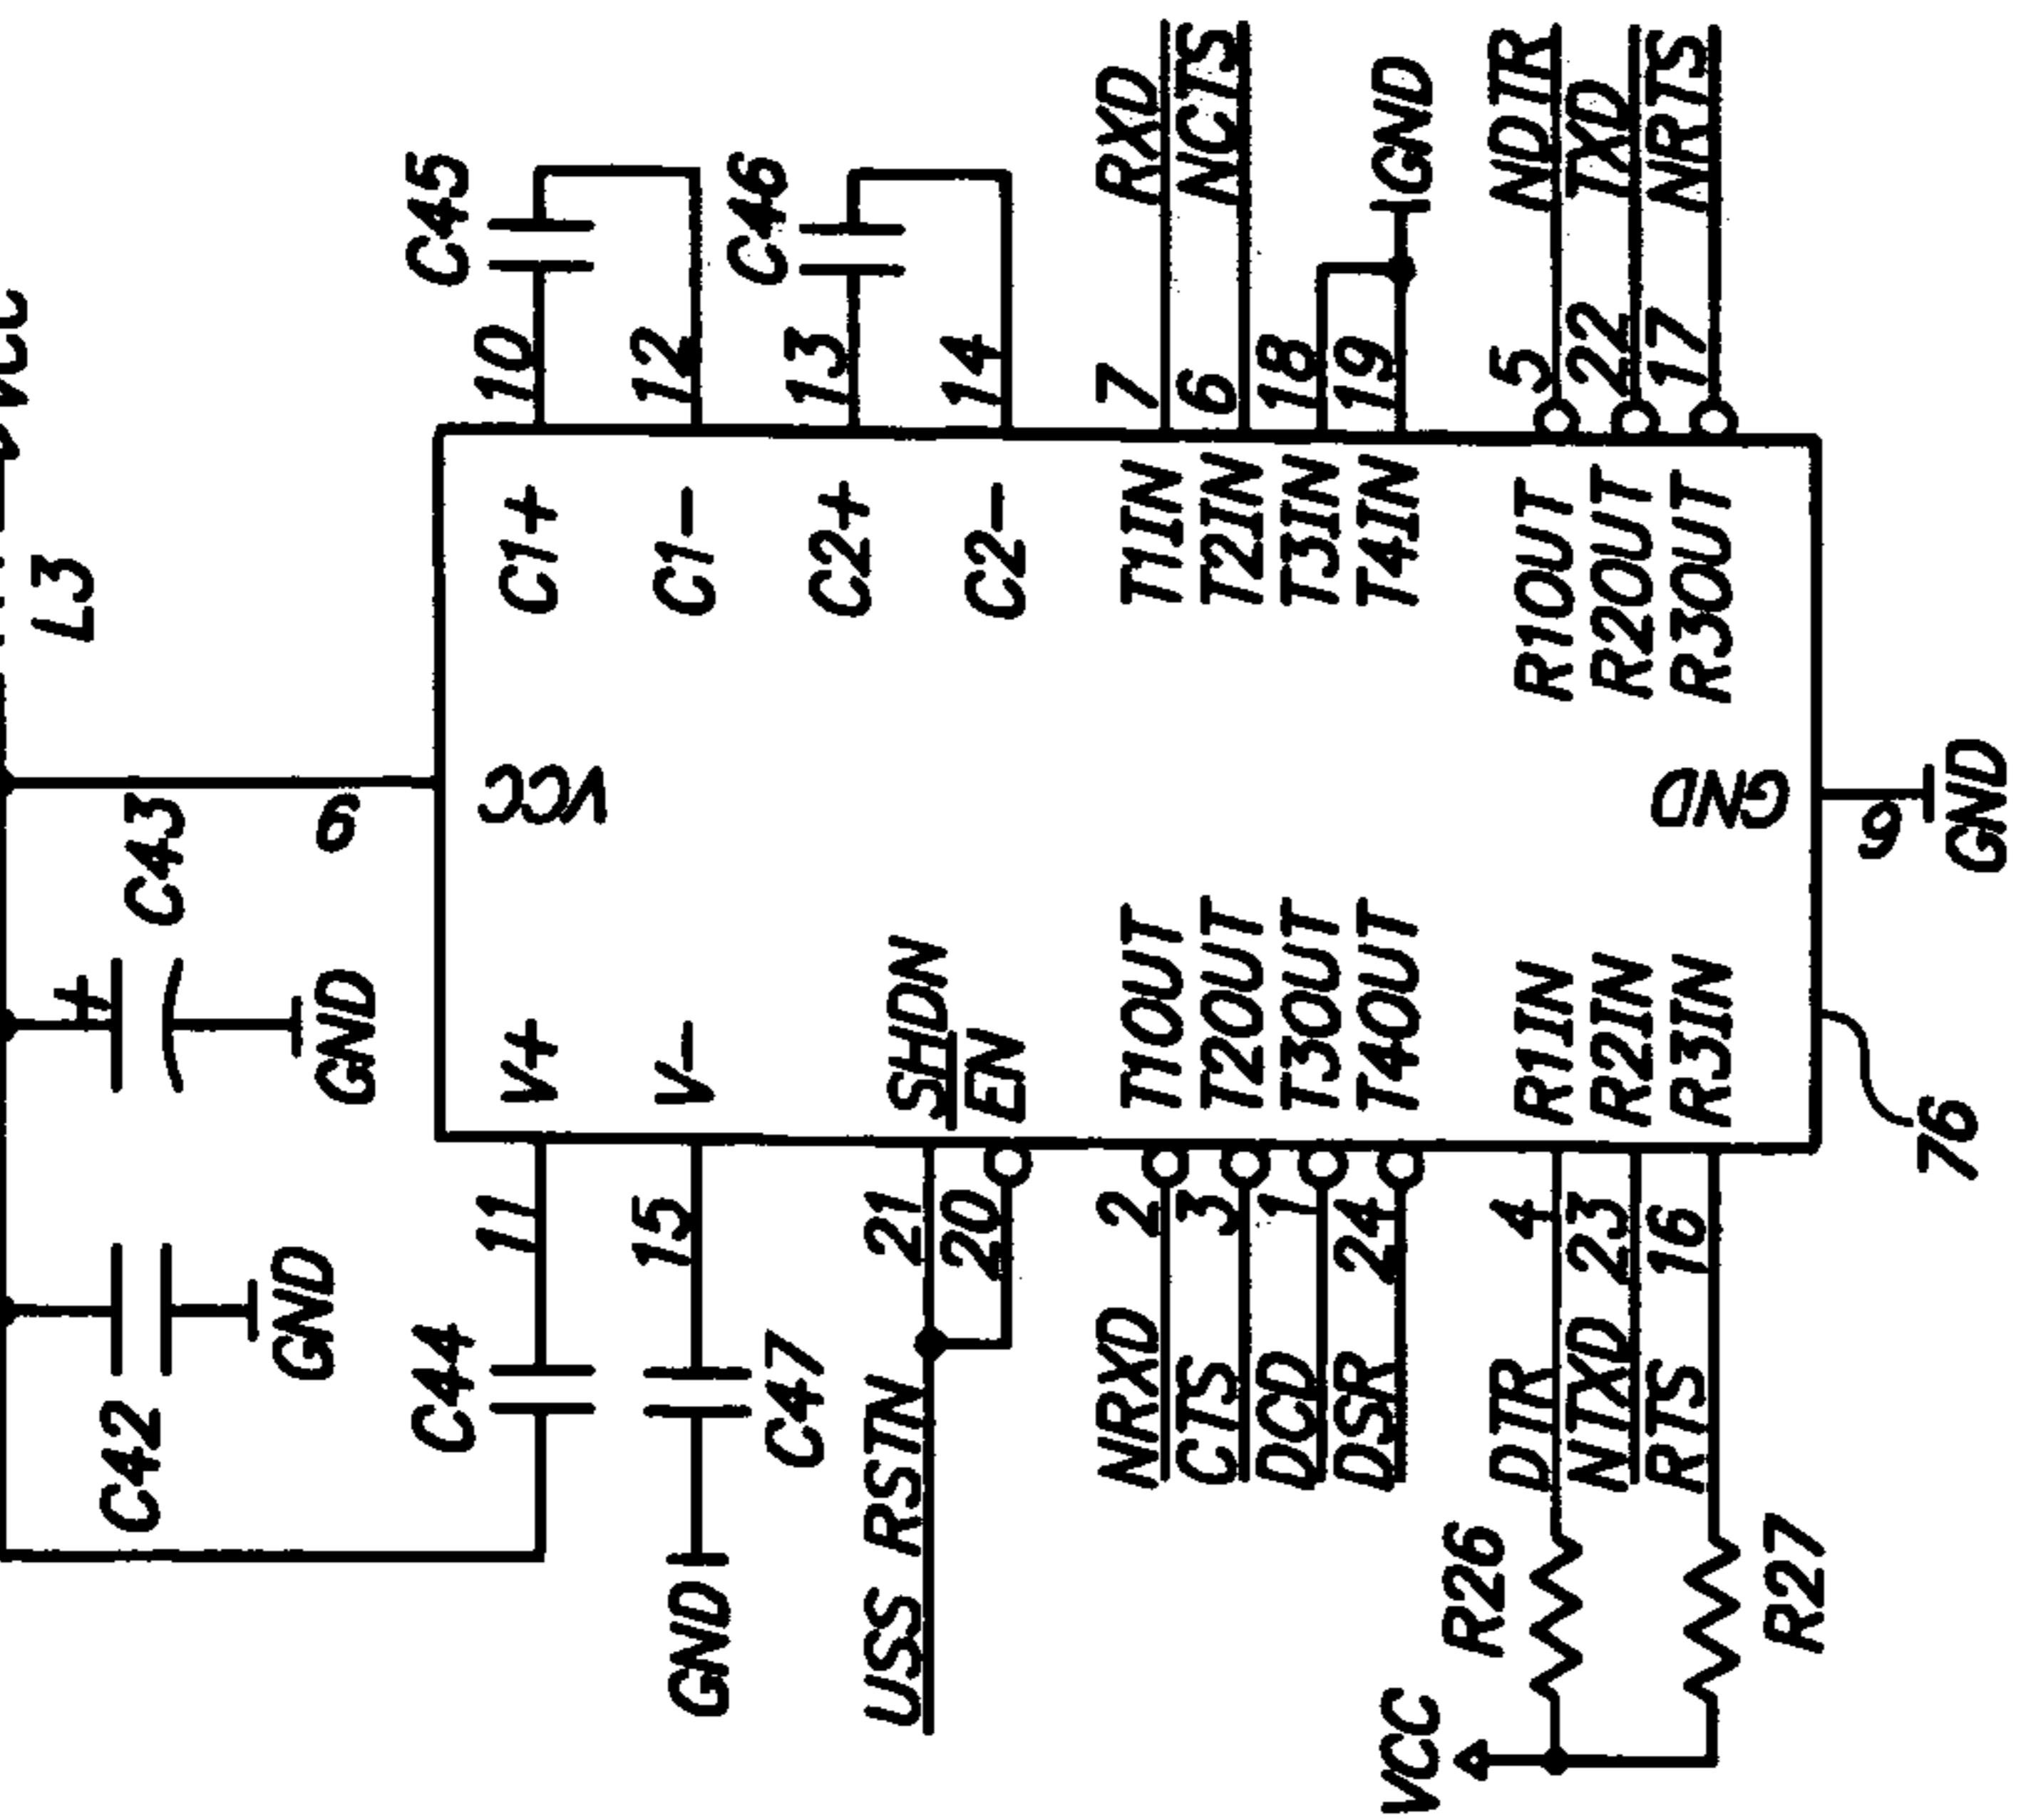 VCC
L3
C42
C43
GND
GND
9
C44
C45
11
V+
VCC
C1+
10
C47
C46
GND
15
V-
C1-
12
C2+
13
USS RSTN
21
SHDN
20
EN
C2-
14
NRXD
2
T1OUT
T1IN
7
RXD
CTS
3
T2OUT
T2IN
6
NCTS
DCD
1
T3OUT
T3IN
18
DSR
24
T4OUT
T4IN
19
GND
VCC
R26
DTR
4
R1IN
R1OUT
5
NDTR
NTXD
23
R2IN
R2OUT
22
TXD
RTS
16
R3IN
GND
R3OUT
17
NRTS
R27
76
6
GND